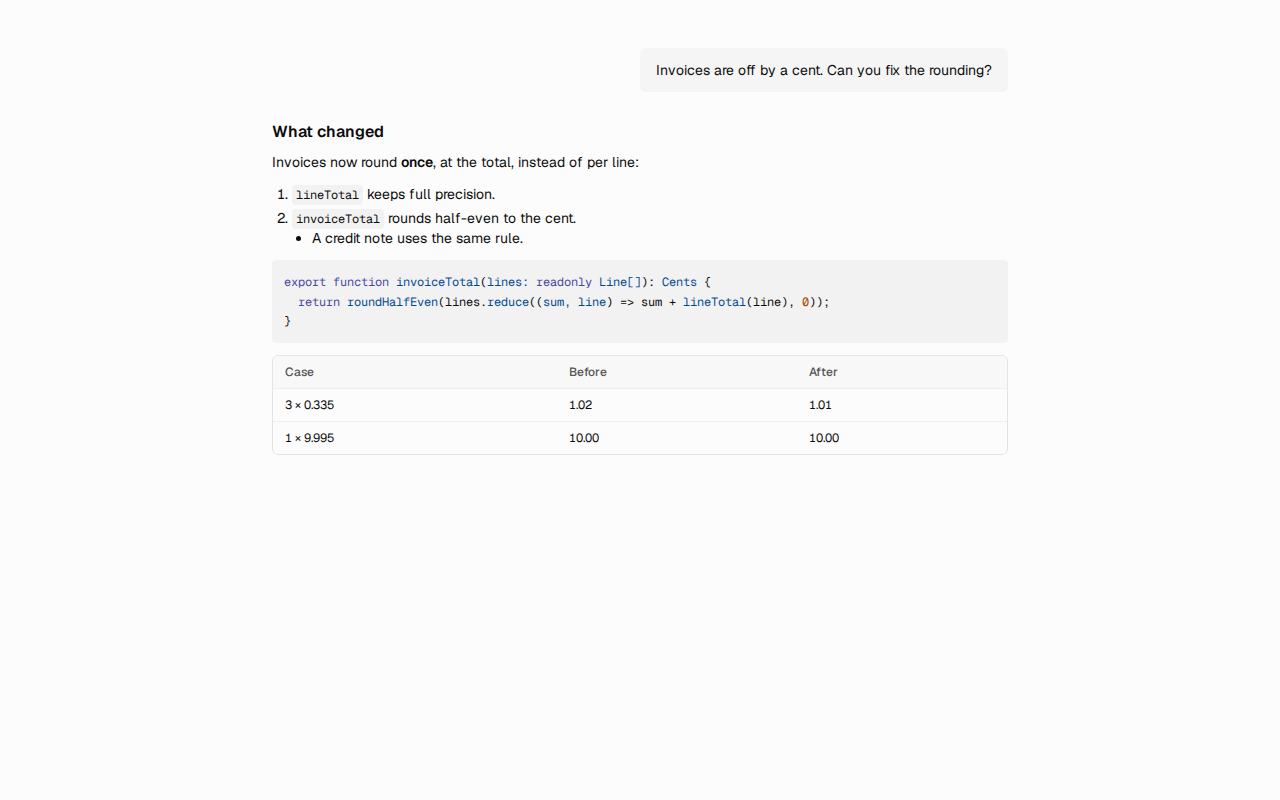 Invoices are off by a cent. Can you fix the rounding?
What changed
Invoices now round once, at the total, instead of per line:
1. lineTotal keeps full precision.
2. invoiceTotal rounds half-even to the cent.
• A credit note uses the same rule.
export function invoiceTotal(lines: readonly Line[]): Cents {
  return roundHalfEven(lines.reduce((sum, line) => sum + lineTotal(line), 0));
}
Case Before After
3 × 0.335 1.02 1.01
1 × 9.995 10.00 10.00